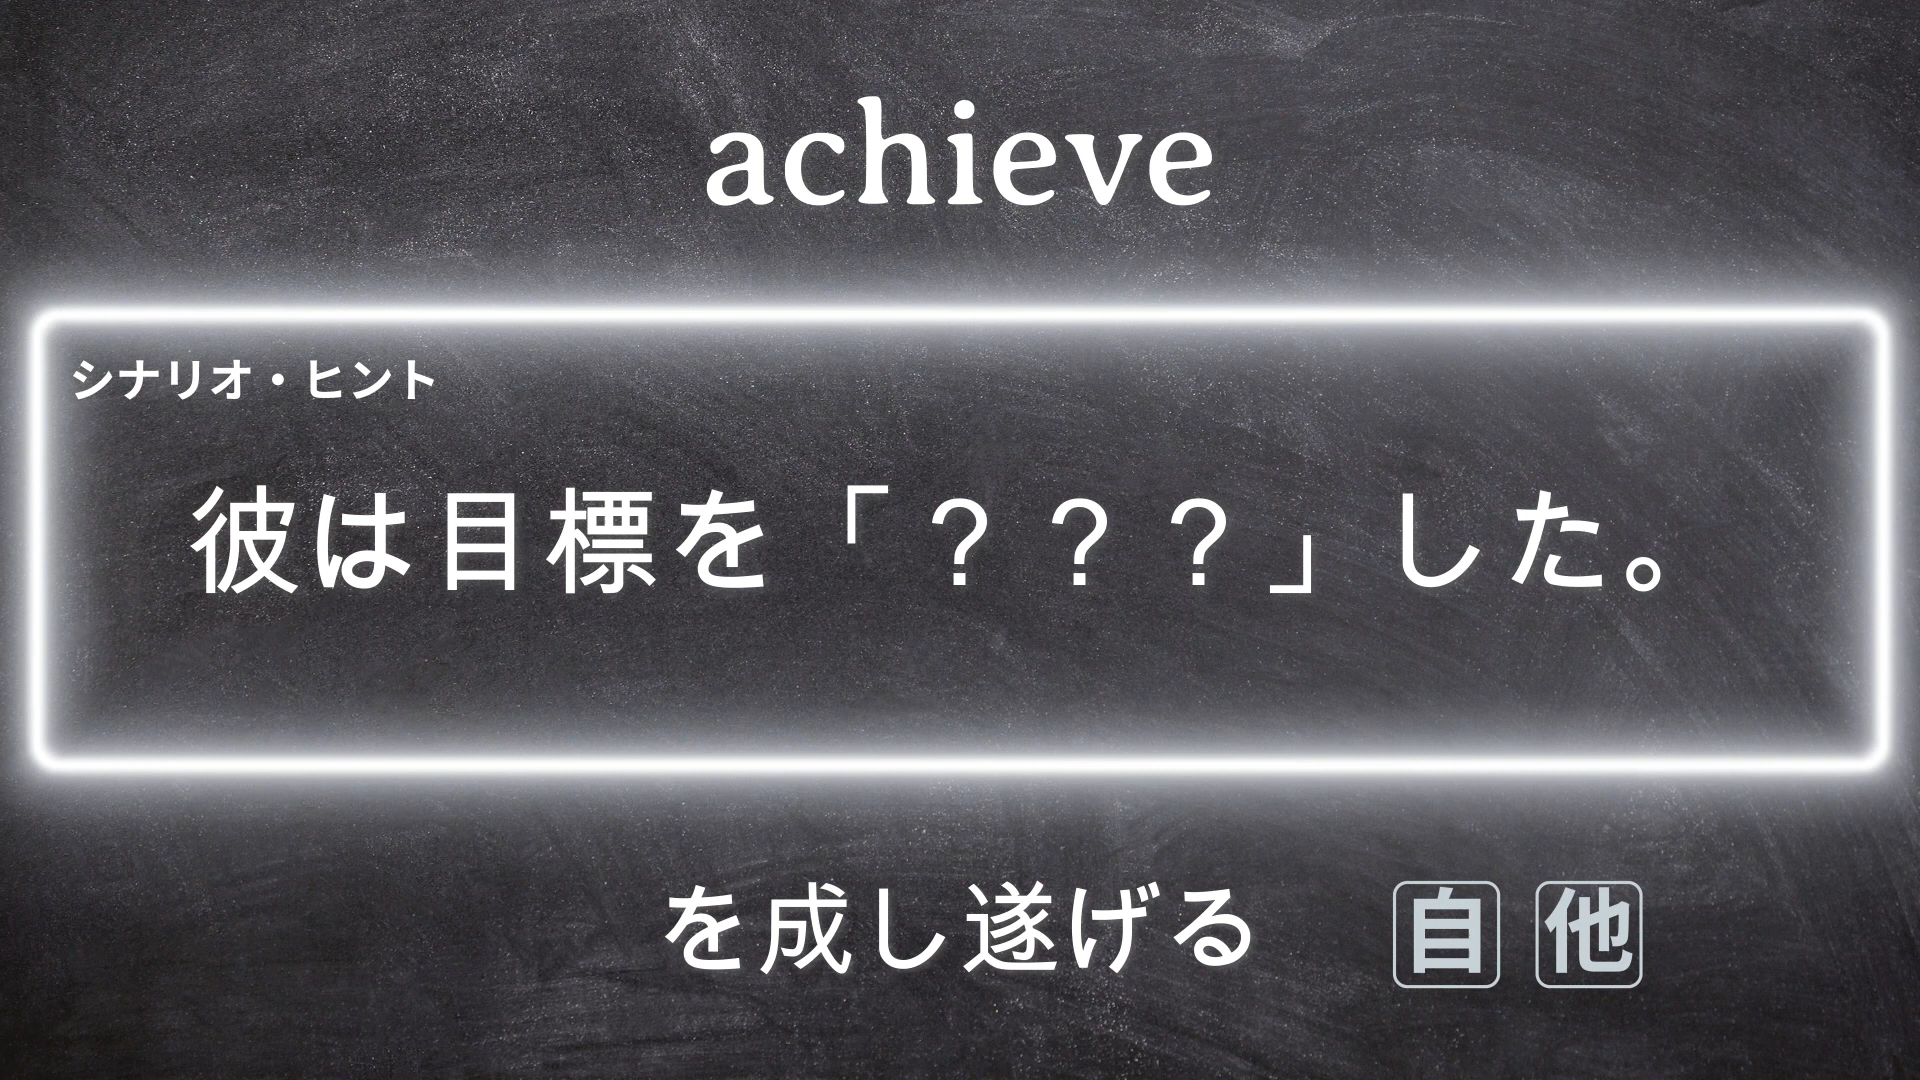 achieve
シナリオ・ヒント
彼は目標を「？？？」した。
を成し遂げる 自 他